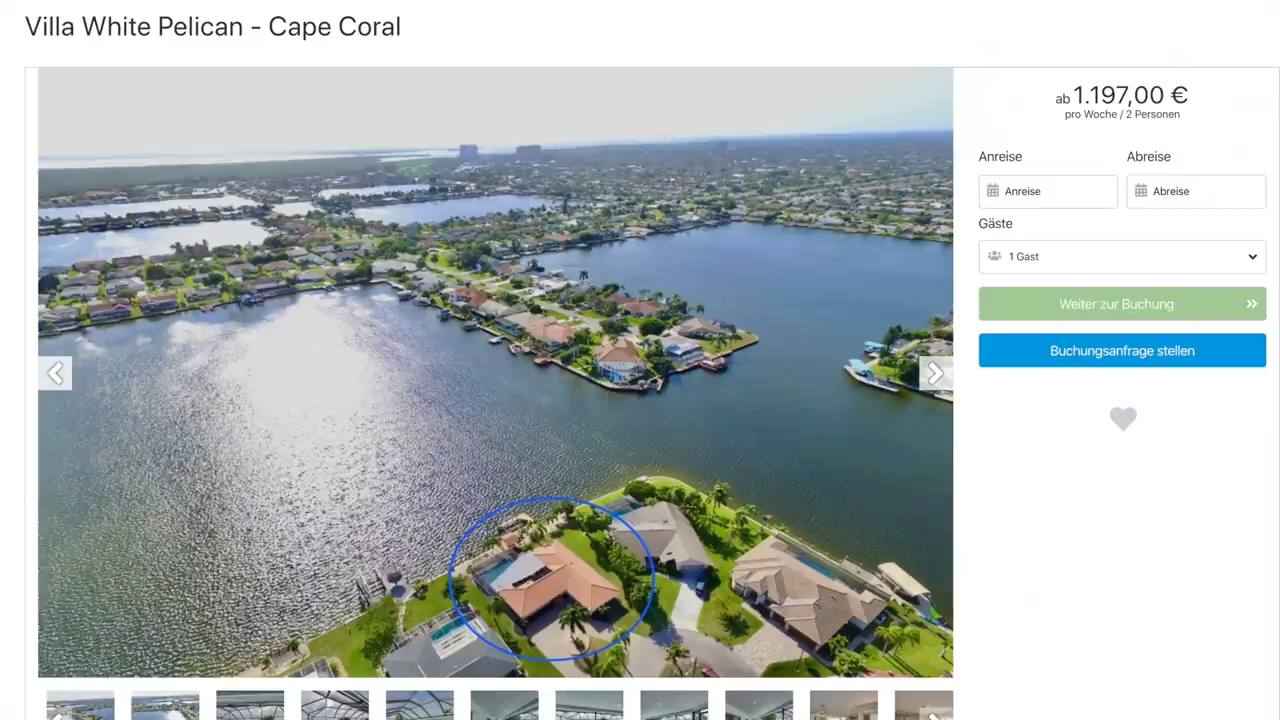 Villa White Pelican - Cape Coral
ab 1.197,00 €
pro Woche / 2 Personen
Anreise Abreise
Anreise Abreise
Gäste
1 Gast
Weiter zur Buchung
Buchungsanfrage stellen